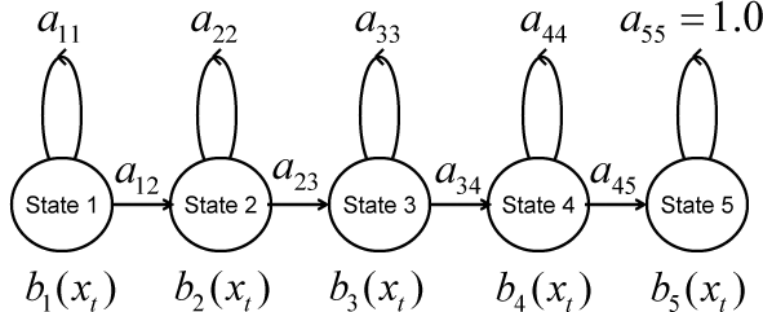 a₁₁ a₂₂ a₃₃ a₄₄ a₅₅ = 1.0
a₁₂ a₂₃ a₃₄ a₄₅
State 1 State 2 State 3 State 4 State 5
b₁(xₜ) b₂(xₜ) b₃(xₜ) b₄(xₜ) b₅(xₜ)